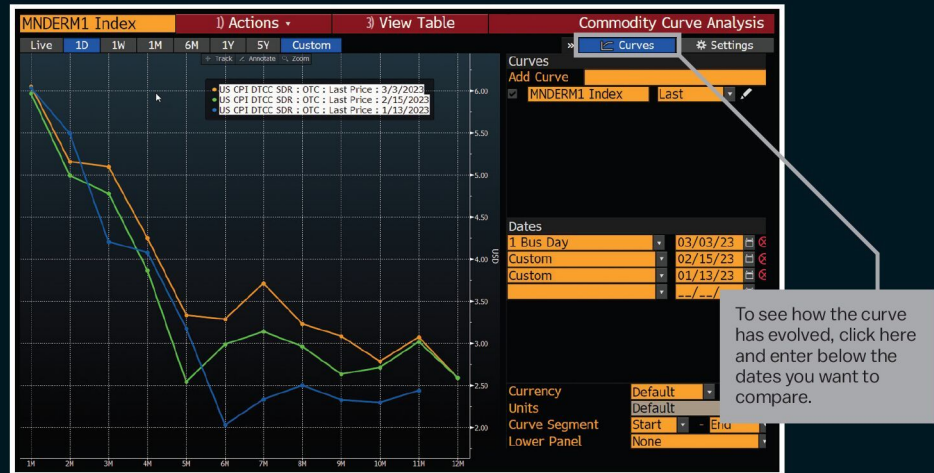 MNDERM1 Index
1) Actions
3) View Table
Commodity Curve Analysis
Live 1D 1W 1M 6M 1Y 5Y Custom
» Curves Settings
Track Annotate Zoom
Curves
Add Curve
MNDERM1 Index Last
US CPI DTCC SDR : OTC : Last Price : 3/3/2023
US CPI DTCC SDR : OTC : Last Price : 2/15/2023
US CPI DTCC SDR : OTC : Last Price : 1/13/2023
6.00
5.50
5.00
4.50
4.00
3.50
3.00
2.50
2.00
USD
Dates
1 Bus Day 03/03/23
Custom 02/15/23
Custom 01/13/23
__/__/__
To see how the curve
has evolved, click here
and enter below the
dates you want to
compare.
Currency Default
Units Default
Curve Segment Start - End
Lower Panel None
1M 2M 3M 4M 5M 6M 7M 8M 9M 10M 11M 12M